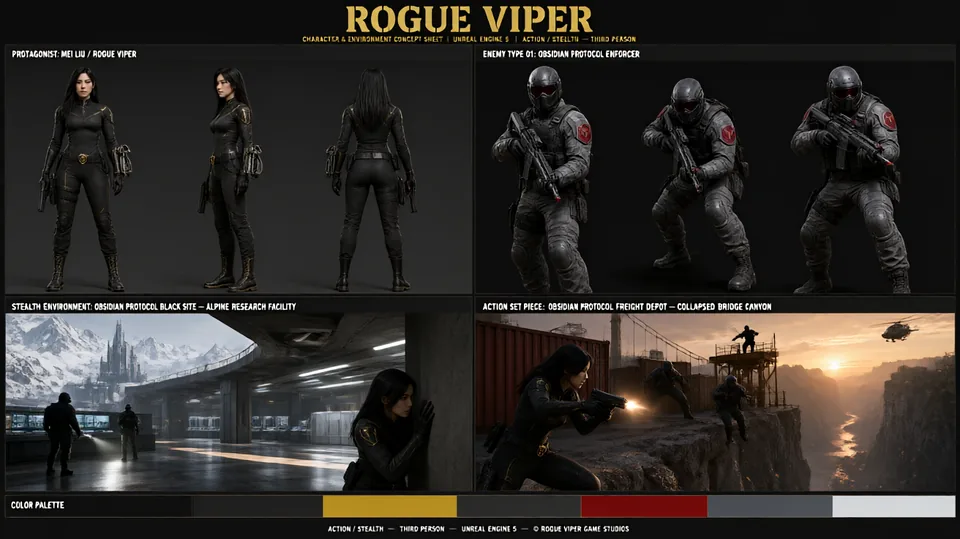 ROGUE VIPER
CHARACTER & ENVIRONMENT CONCEPT SHEET | UNREAL ENGINE 5 | ACTION / STEALTH — THIRD PERSON
PROTAGONIST: MEI LIU / ROGUE VIPER
ENEMY TYPE 01: OBSIDIAN PROTOCOL ENFORCER
STEALTH ENVIRONMENT: OBSIDIAN PROTOCOL BLACK SITE — ALPINE RESEARCH FACILITY
ACTION SET PIECE: OBSIDIAN PROTOCOL FREIGHT DEPOT — COLLAPSED BRIDGE CANYON
COLOR PALETTE
ACTION / STEALTH — THIRD PERSON — UNREAL ENGINE 5 — © ROGUE VIPER GAME STUDIOS